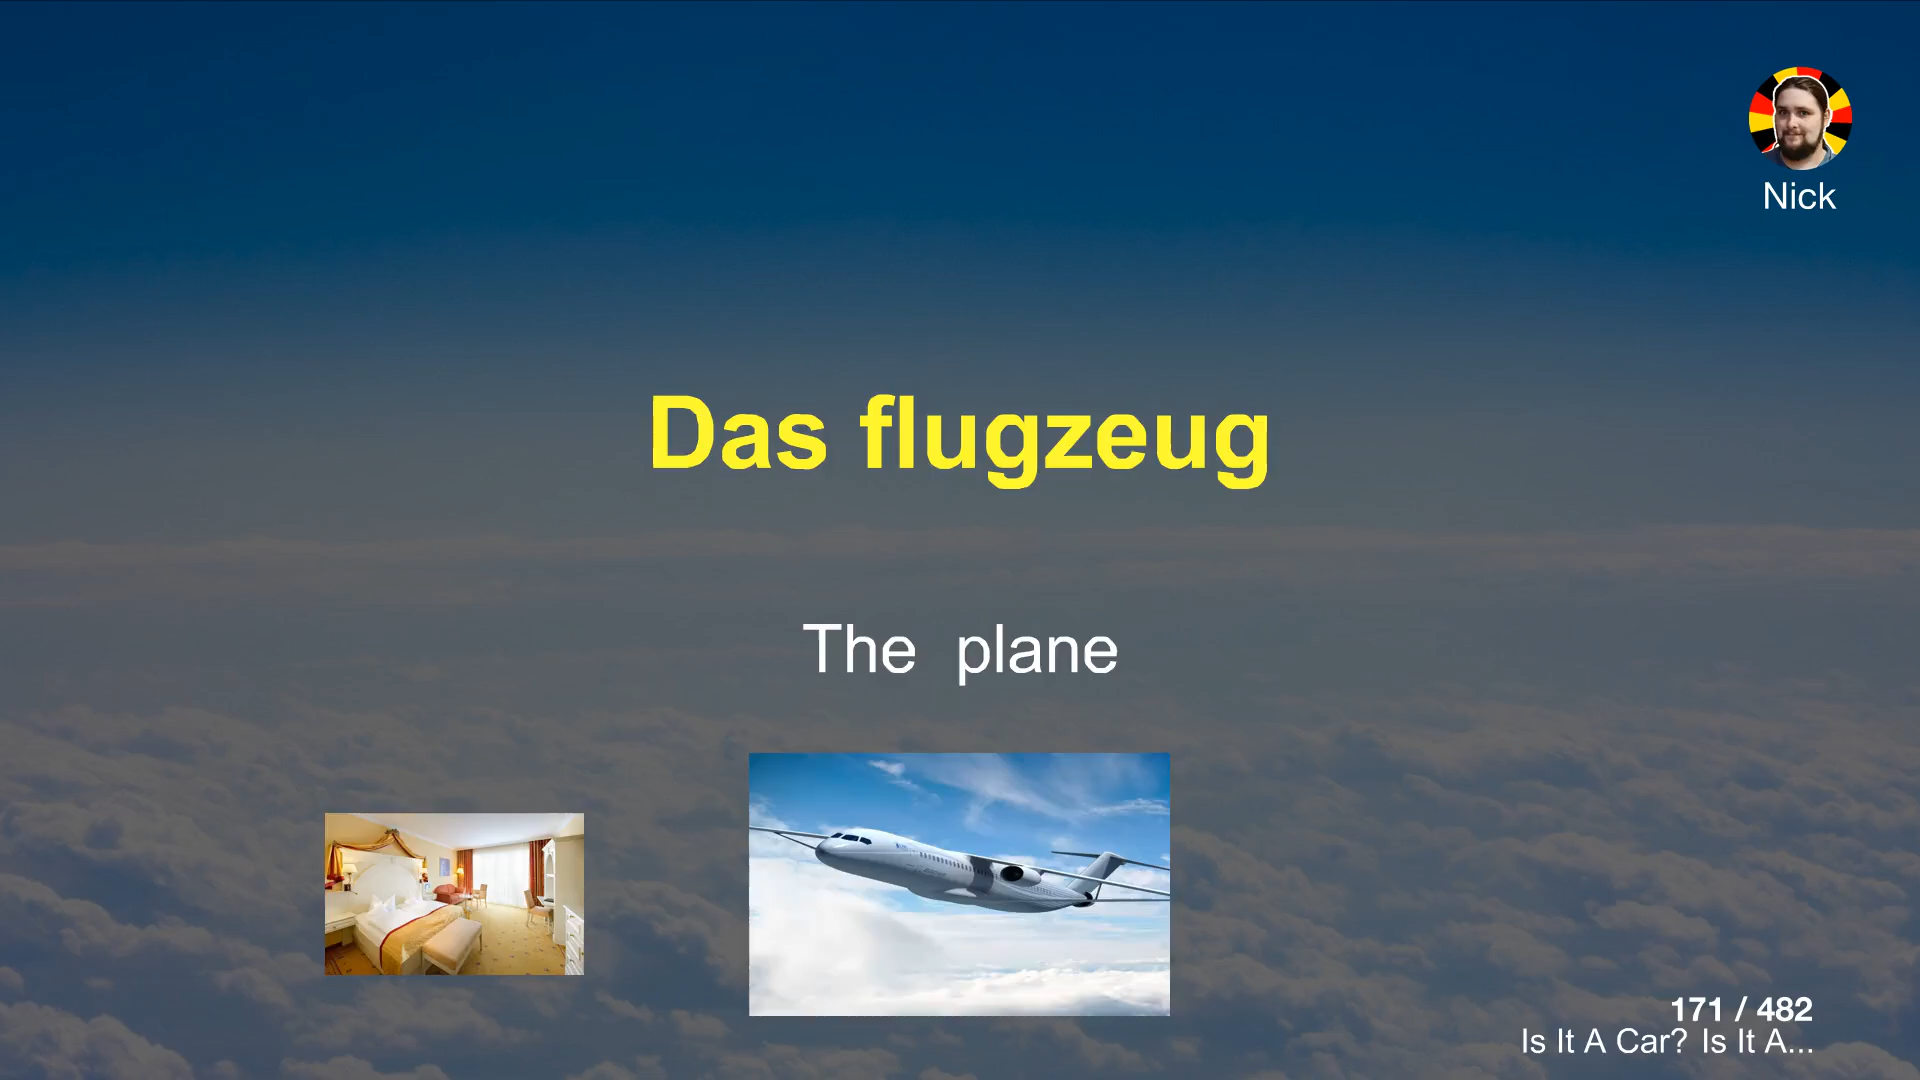 Nick
Das flugzeug
The plane
171 / 482
Is It A Car? Is It A...